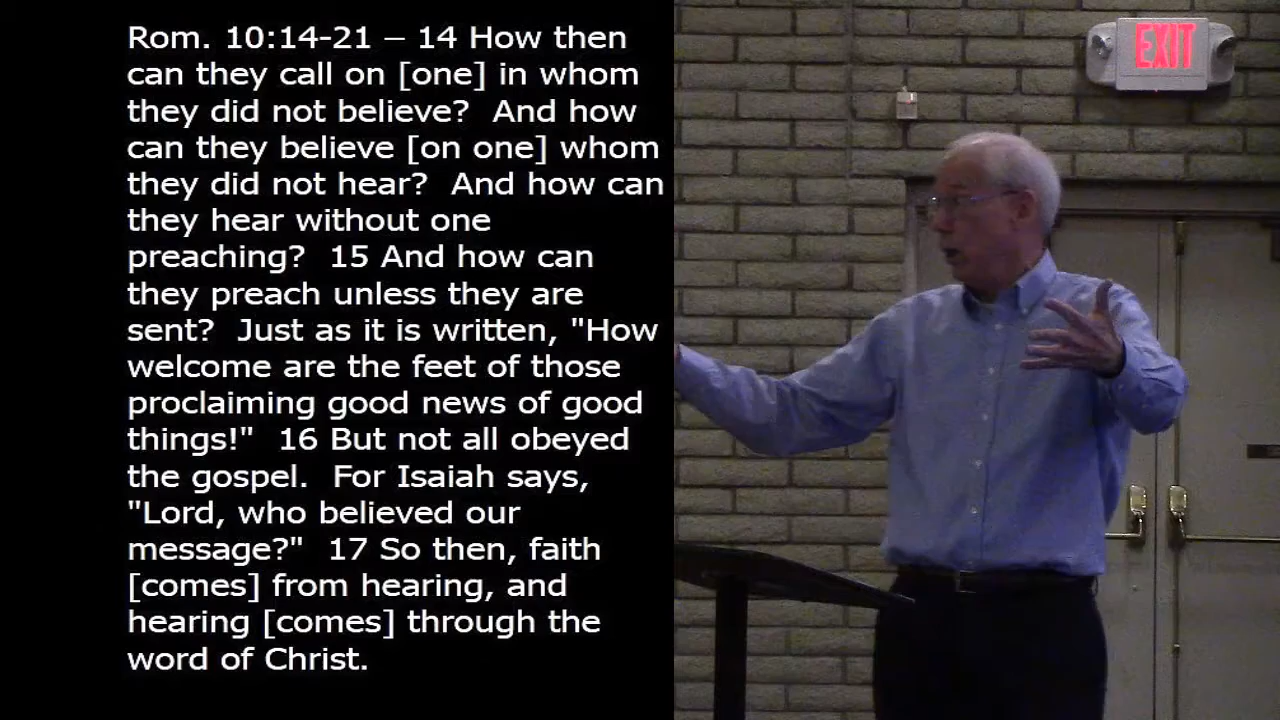 Rom. 10:14-21 – 14 How then
can they call on [one] in whom
they did not believe?  And how
can they believe [on one] whom
they did not hear?  And how can
they hear without one
preaching?  15 And how can
they preach unless they are
sent?  Just as it is written, "How
welcome are the feet of those
proclaiming good news of good
things!"  16 But not all obeyed
the gospel.  For Isaiah says,
"Lord, who believed our
message?"  17 So then, faith
[comes] from hearing, and
hearing [comes] through the
word of Christ.
EXIT